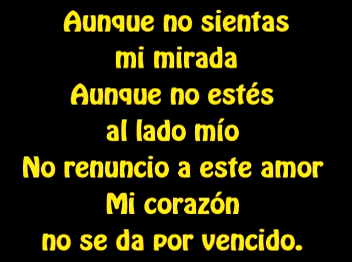 Aunque no sientas
mi mirada
Aunque no estés
al lado mío
No renuncio a este amor
Mi corazón
no se da por vencido.